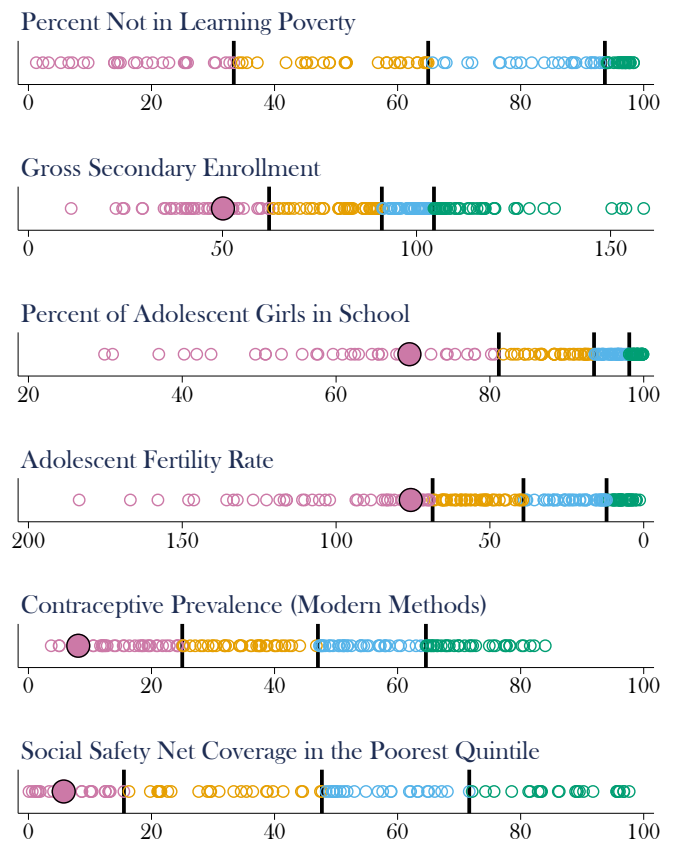 Percent Not in Learning Poverty
0 20 40 60 80 100
Gross Secondary Enrollment
0 50 100 150
Percent of Adolescent Girls in School
20 40 60 80 100
Adolescent Fertility Rate
200 150 100 50 0
Contraceptive Prevalence (Modern Methods)
0 20 40 60 80 100
Social Safety Net Coverage in the Poorest Quintile
0 20 40 60 80 100